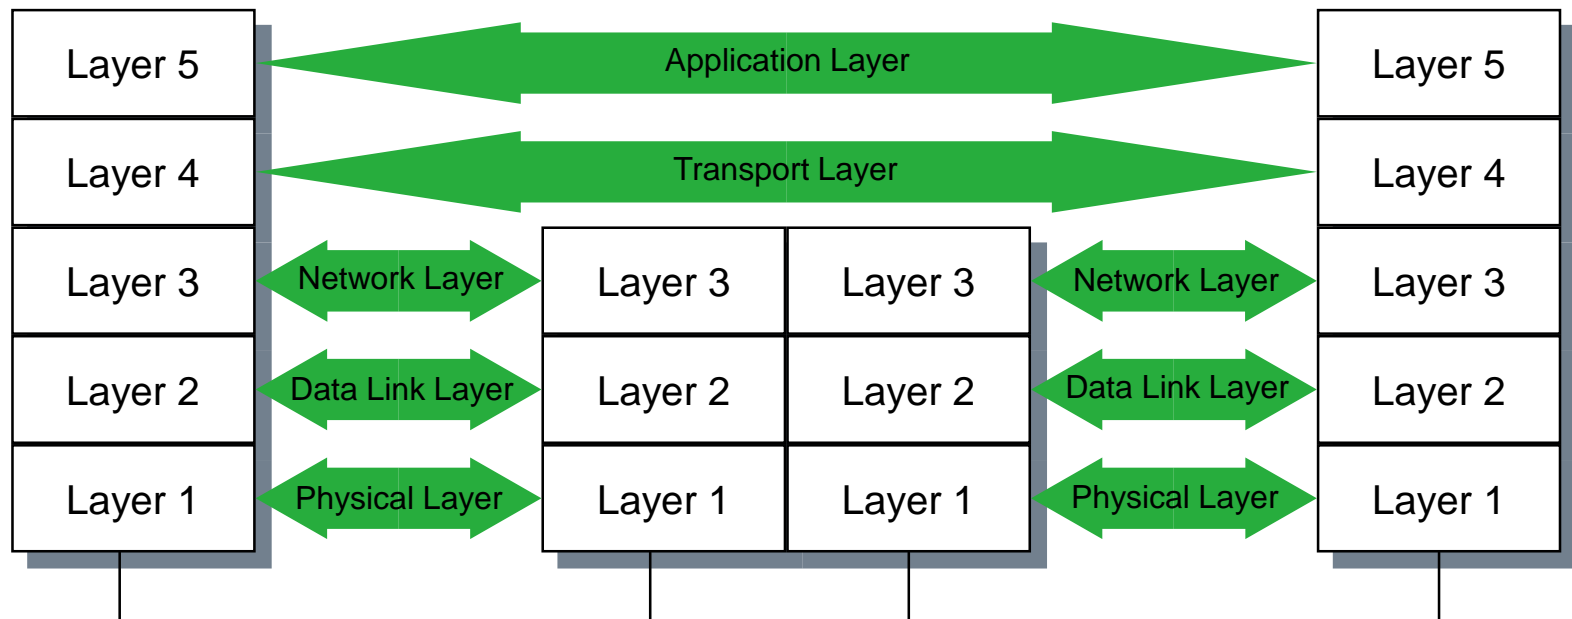 Layer 5
Application Layer
Layer 5
Layer 4
Transport Layer
Layer 4
Layer 3
Network Layer
Layer 3
Layer 3
Network Layer
Layer 3
Layer 2
Data Link Layer
Layer 2
Layer 2
Data Link Layer
Layer 2
Layer 1
Physical Layer
Layer 1
Layer 1
Physical Layer
Layer 1